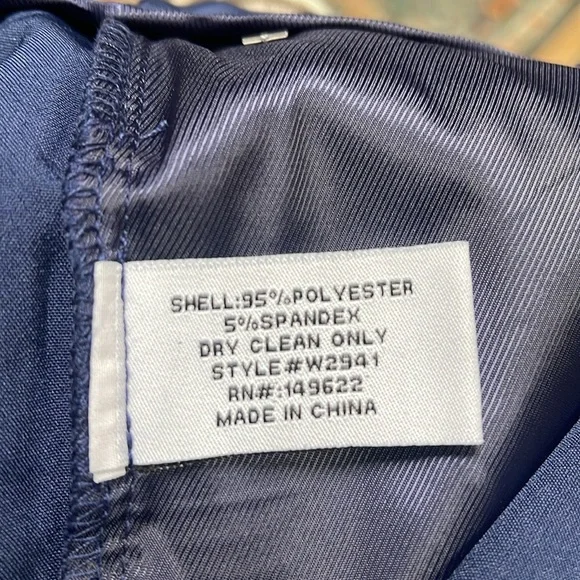 SHELL:95%POLYESTER
5%SPANDEX
DRY CLEAN ONLY
STYLE#W2941
RN#:149622
MADE IN CHINA